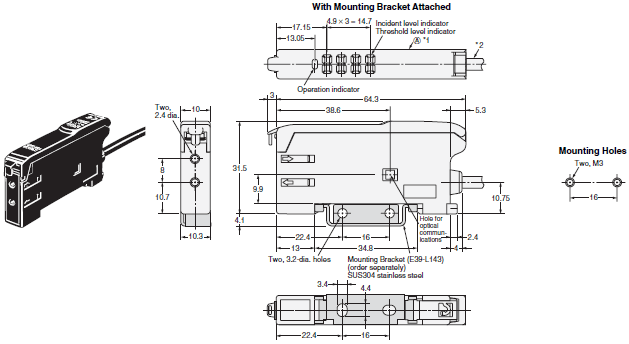 With Mounting Bracket Attached
4.9 × 3 = 14.7
Incident level indicator
17.15
Threshold level indicator
13.05
Ⓐ *1
*2
Operation indicator
3
64.3
Two,
2.4 dia.
10
38.6
5.3
Mounting Holes
Two, M3
8
31.5
9.9
10.7
16
10.75
4.1
Hole for
optical
commun-
ications
10.3
22.4
16
2.4
13
34.8
4
Two, 3.2-dia. holes
Mounting Bracket (E39-L143)
(order separately)
SUS304 stainless steel
3.4
4.4
22.4
16